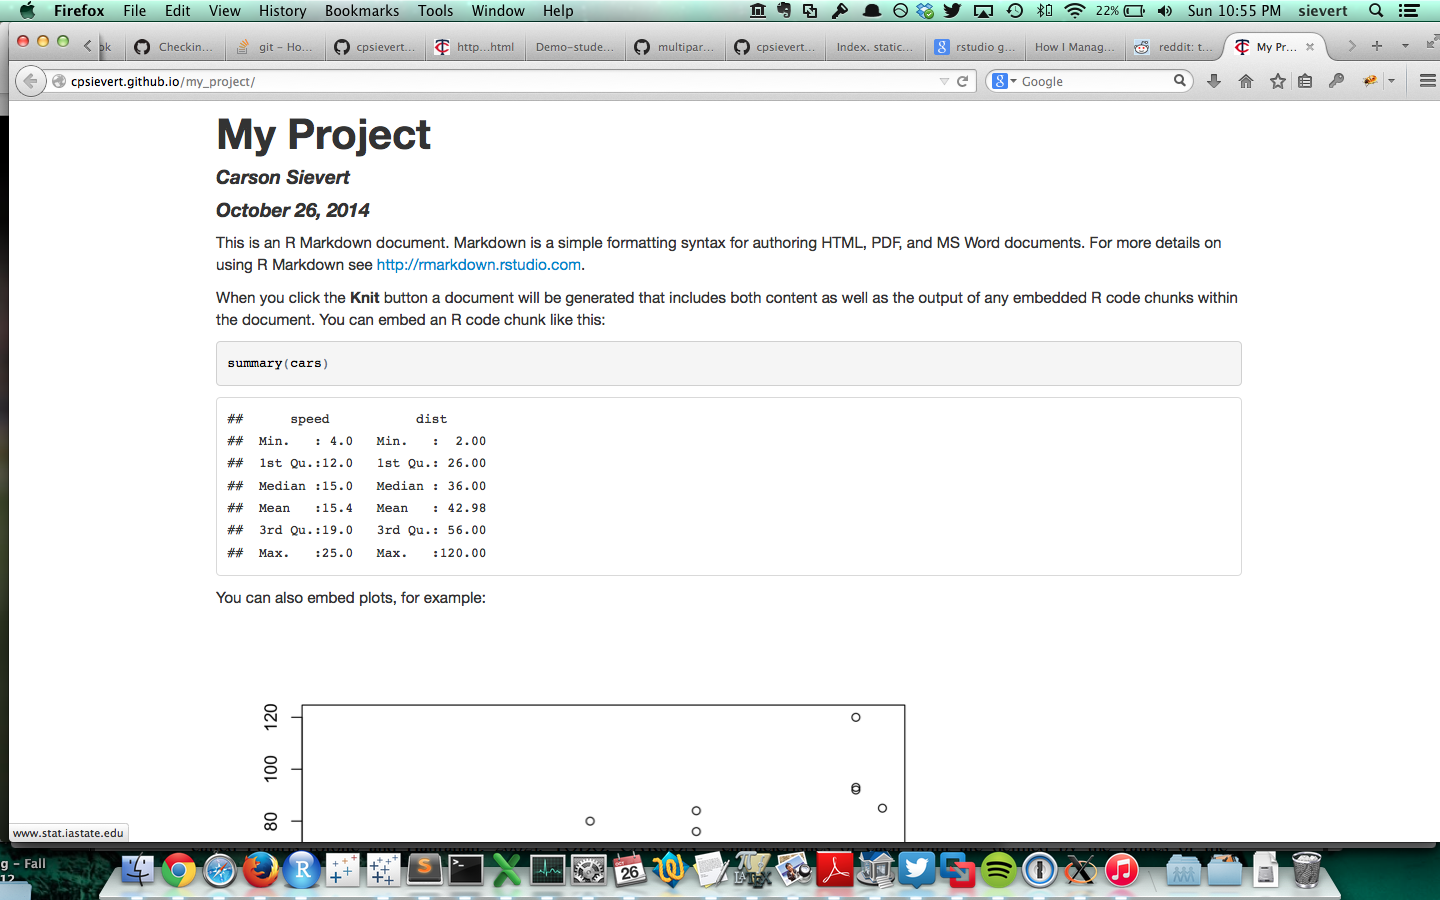 Firefox File Edit View History Bookmarks Tools Window Help 22% Sun 10:55 PM sievert
ok Checkin... git – Ho... cpsievert... http...html Demo-stude... multipar... cpsievert... Index. static... rstudio g... How I Manag... reddit: t... My Pr...
cpsievert.github.io/my_project/ Google
My Project
Carson Sievert
October 26, 2014
This is an R Markdown document. Markdown is a simple formatting syntax for authoring HTML, PDF, and MS Word documents. For more details on
using R Markdown see http://rmarkdown.rstudio.com.
When you click the Knit button a document will be generated that includes both content as well as the output of any embedded R code chunks within
the document. You can embed an R code chunk like this:
summary(cars)
## speed dist
## Min. : 4.0 Min. : 2.00
## 1st Qu.:12.0 1st Qu.: 26.00
## Median :15.0 Median : 36.00
## Mean :15.4 Mean : 42.98
## 3rd Qu.:19.0 3rd Qu.: 56.00
## Max. :25.0 Max. :120.00
You can also embed plots, for example:
120
100
80
www.stat.iastate.edu
g – Fall
12
OCT
26